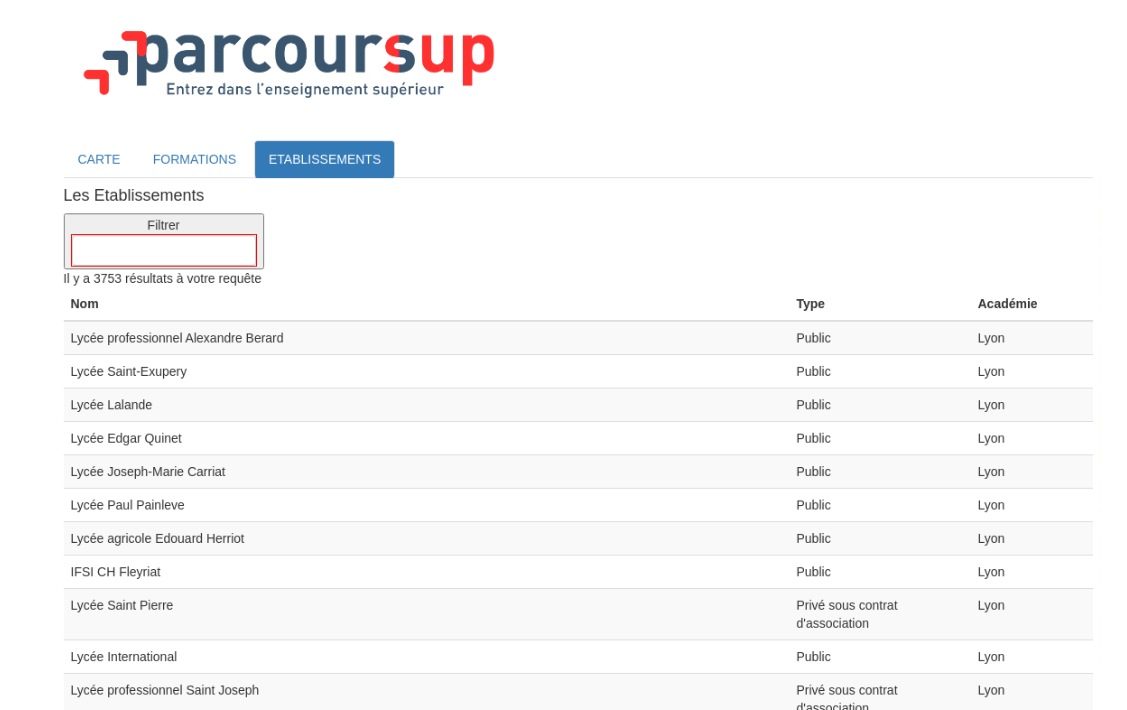 parcoursup
Entrez dans l'enseignement supérieur
CARTE FORMATIONS ETABLISSEMENTS
Les Etablissements
Filtrer
Il y a 3753 résultats à votre requête
Nom Type Académie
Lycée professionnel Alexandre Berard Public Lyon
Lycée Saint-Exupery Public Lyon
Lycée Lalande Public Lyon
Lycée Edgar Quinet Public Lyon
Lycée Joseph-Marie Carriat Public Lyon
Lycée Paul Painleve Public Lyon
Lycée agricole Edouard Herriot Public Lyon
IFSI CH Fleyriat Public Lyon
Lycée Saint Pierre Privé sous contrat Lyon
d'association
Lycée International Public Lyon
Lycée professionnel Saint Joseph Privé sous contrat Lyon
d'association